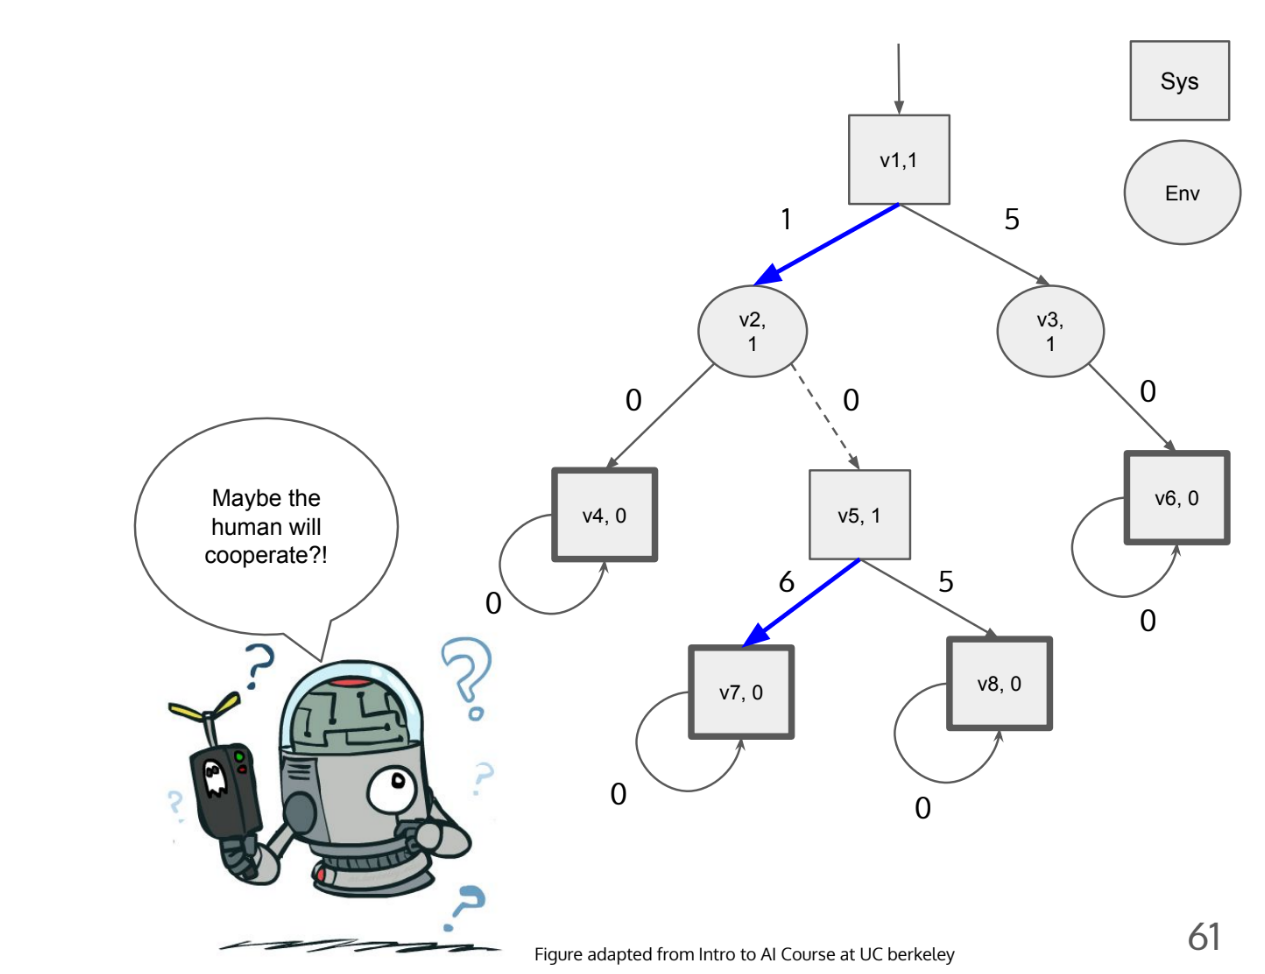 Sys
v1,1
Env
1
5
v2,
1
v3,
1
0
0
0
Maybe the
human will
cooperate?!
v4, 0
v5, 1
v6, 0
6
5
0
0
v7, 0
v8, 0
0
0
?
?
?
?
?
Figure adapted from Intro to AI Course at UC berkeley
61